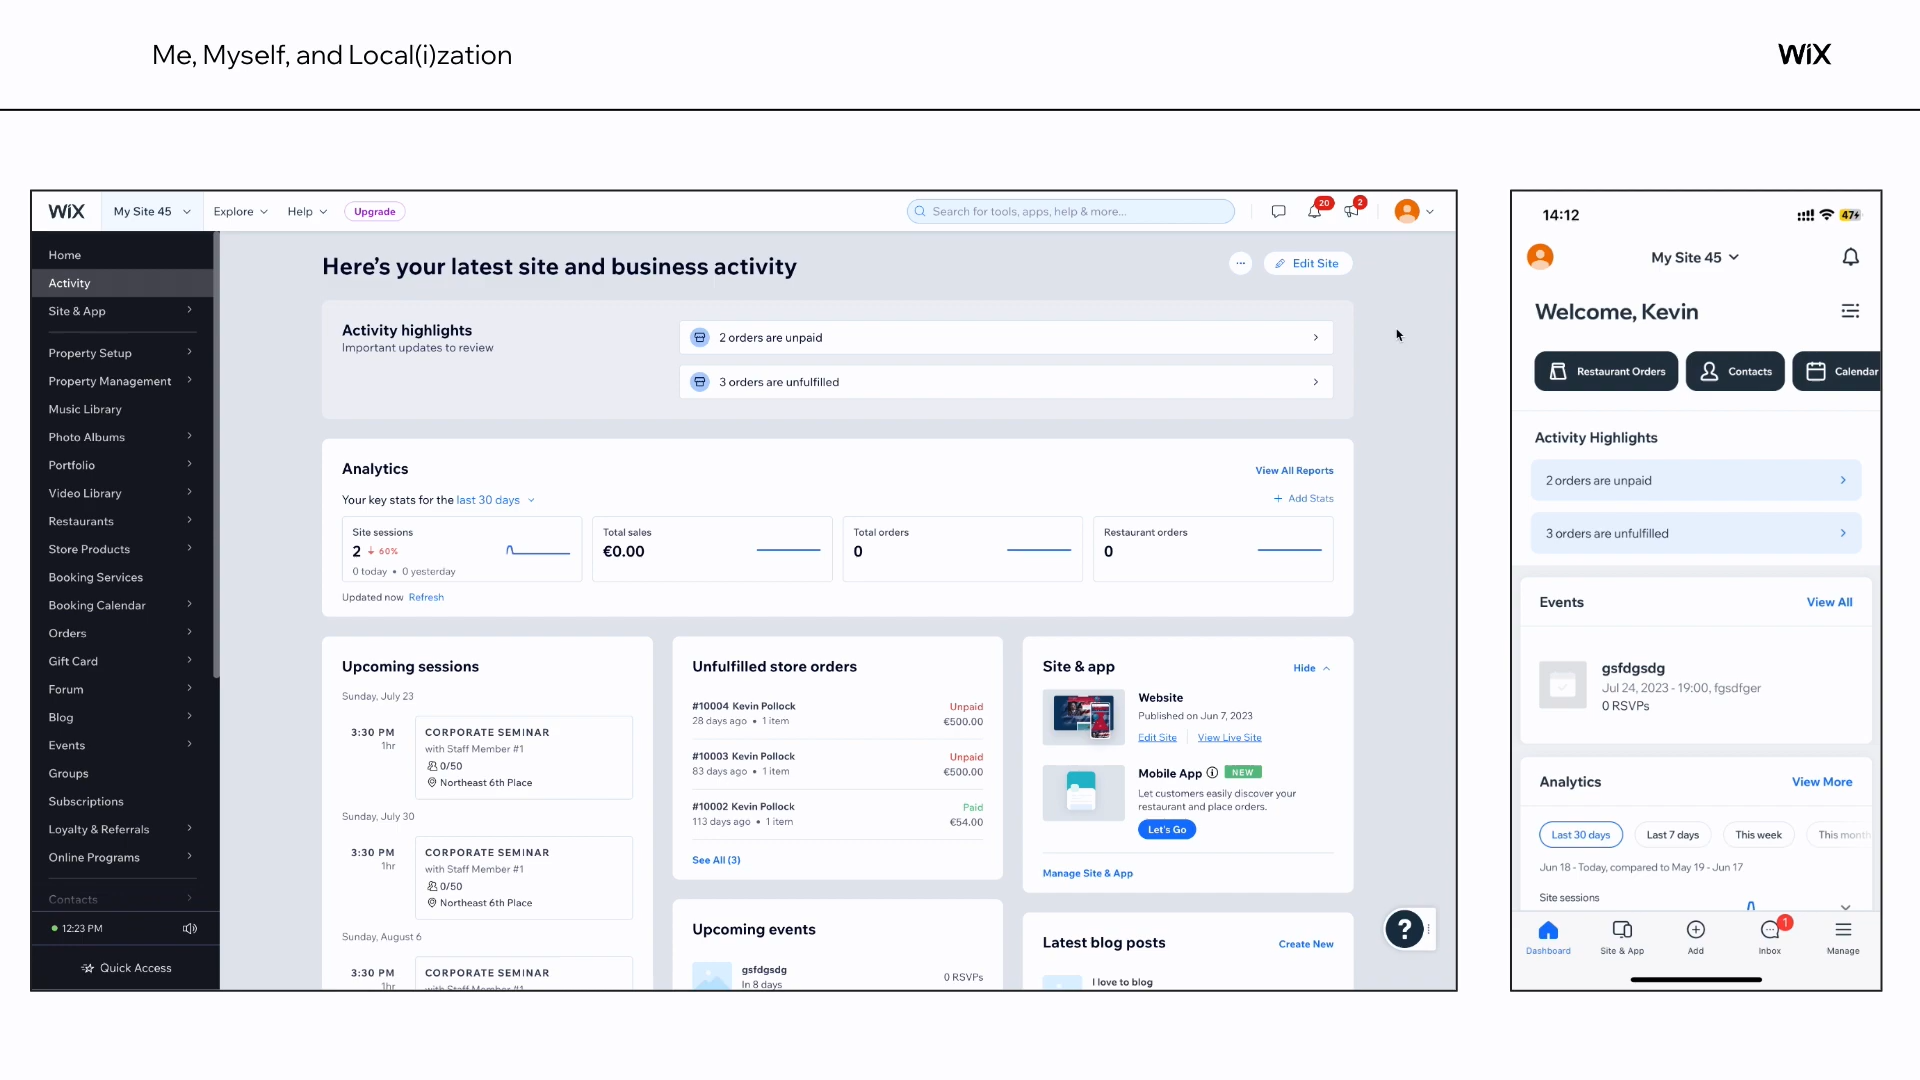 Me, Myself, and Local(i)zation
WiX
WiX
My Site 45
Explore
Help
Upgrade
Search for tools, apps, help & more...
20
2
Home
Activity
Site & App
Property Setup
Property Management
Music Library
Photo Albums
Portfolio
Video Library
Restaurants
Store Products
Booking Services
Booking Calendar
Orders
Gift Card
Forum
Blog
Events
Groups
Subscriptions
Loyalty & Referrals
Online Programs
Contacts
12:23 PM
Quick Access
Here's your latest site and business activity
...
Edit Site
Activity highlights
Important updates to review
2 orders are unpaid
3 orders are unfulfilled
Analytics
View All Reports
Your key stats for the last 30 days
+ Add Stats
Site sessions
2 60%
0 today • 0 yesterday
Total sales
€0.00
Total orders
0
Restaurant orders
0
Updated now Refresh
Upcoming sessions
Sunday, July 23
3:30 PM
1hr
CORPORATE SEMINAR
with Staff Member #1
0/50
Northeast 6th Place
Sunday, July 30
3:30 PM
1hr
CORPORATE SEMINAR
with Staff Member #1
0/50
Northeast 6th Place
Sunday, August 6
3:30 PM
1hr
CORPORATE SEMINAR
with Staff Member #1
Unfulfilled store orders
#10004 Kevin Pollock
28 days ago • 1 item
Unpaid
€500.00
#10003 Kevin Pollock
83 days ago • 1 item
Unpaid
€500.00
#10002 Kevin Pollock
113 days ago • 1 item
Paid
€54.00
See All (3)
Upcoming events
gsfdgsdg
In 8 days
0 RSVPs
Site & app
Hide
Website
Published on Jun 7, 2023
Edit Site
View Live Site
Mobile App
NEW
Let customers easily discover your
restaurant and place orders.
Let's Go
Manage Site & App
Latest blog posts
Create New
I love to blog
?
14:12
47
My Site 45
Welcome, Kevin
Restaurant Orders
Contacts
Calendar
Activity Highlights
2 orders are unpaid
3 orders are unfulfilled
Events
View All
gsfdgsdg
Jul 24, 2023 - 19:00, fgsdfger
0 RSVPs
Analytics
View More
Last 30 days
Last 7 days
This week
This month
Jun 18 - Today, compared to May 19 - Jun 17
Site sessions
Dashboard
Site & App
Add
1
Inbox
Manage